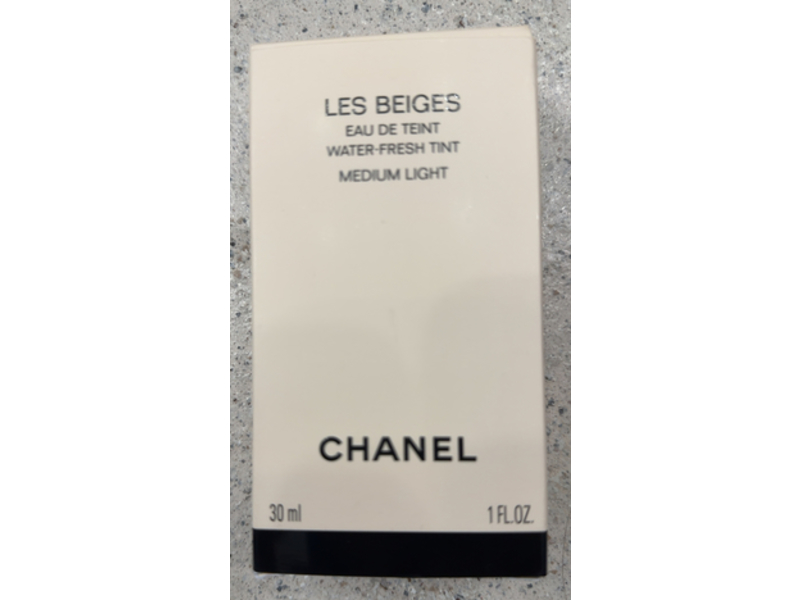 LES BEIGES
EAU DE TEINT
WATER-FRESH TINT
MEDIUM LIGHT
CHANEL
30 ml 1 FL.OZ.